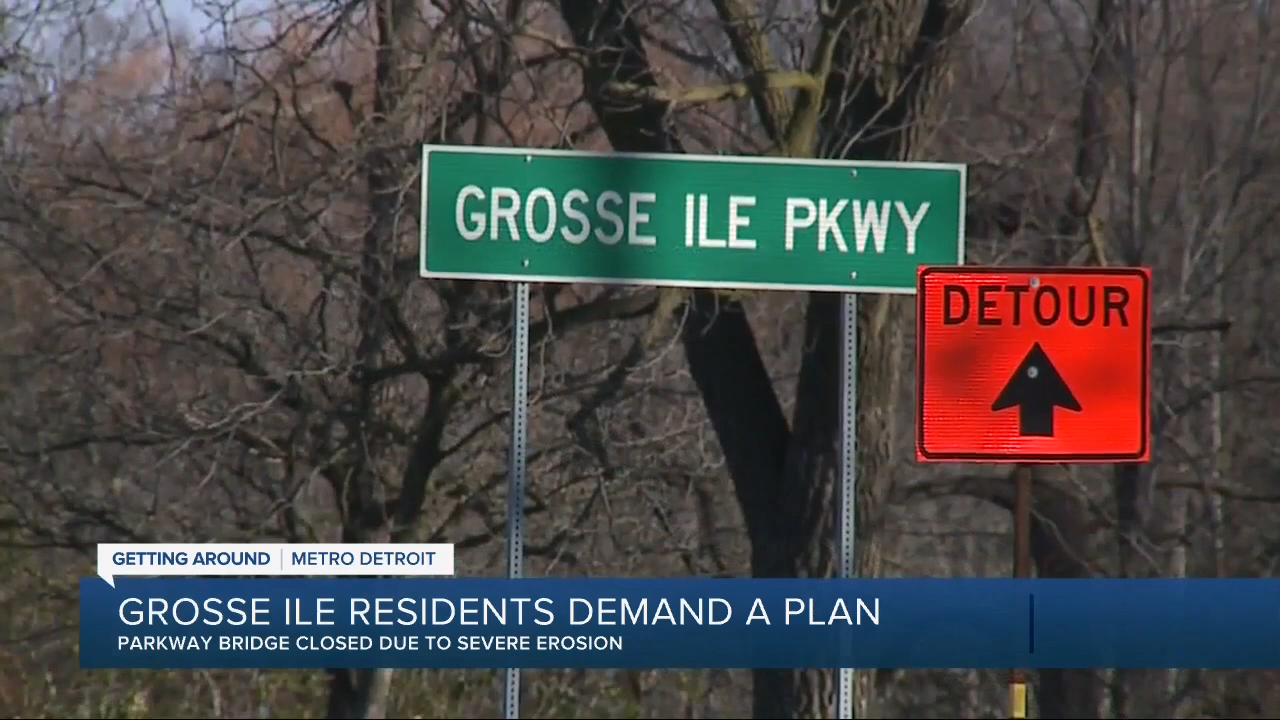 GROSSE ILE PKWY
DETOUR
GETTING AROUND | METRO DETROIT
GROSSE ILE RESIDENTS DEMAND A PLAN
PARKWAY BRIDGE CLOSED DUE TO SEVERE EROSION